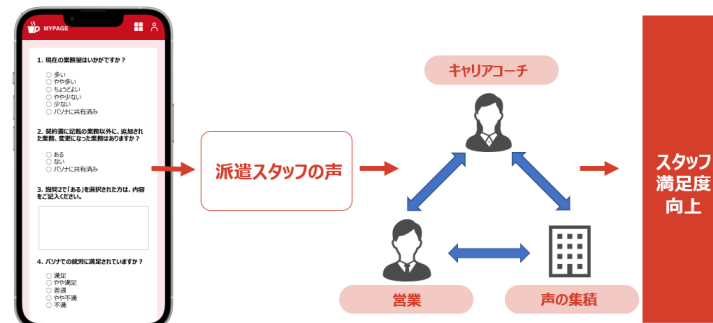 MYPAGE
1. 現在の業務量はいかがですか？
○ 多い
○ やや多い
○ ちょうどよい
○ やや少ない
○ 少ない
○ パソナに共有済み
2. 契約書に記載の業務以外に、追加され
た業務、変更になった業務はありますか？
○ ある
○ ない
○ パソナに共有済み
3. 設問2で「ある」を選択された方は、内容
をご記入ください。
4. パソナでの就労に満足されていますか？
○ 満足
○ やや満足
○ 普通
○ やや不満
○ 不満
派遣スタッフの声
キャリアコーチ
営業
声の集積
スタッフ
満足度
向上